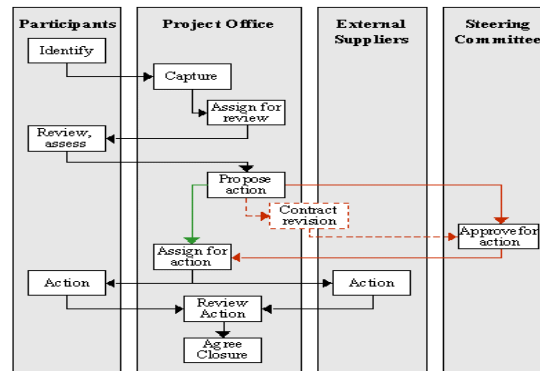 Participants
Project Office
External
Suppliers
Steering
Committee
Identify
Capture
Assign for
review
Review,
assess
Propose
action
Contract
revision
Approve for
action
Assign for
action
Action
Action
Review
Action
Agree
Closure